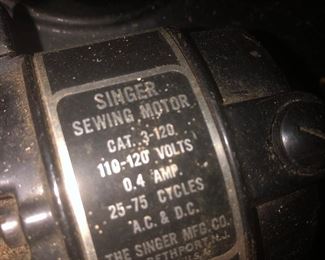 SINGER
SEWING MOTOR
CAT. 3-120.
110-120 VOLTS
0.4 AMP.
25-75 CYCLES
A.C. & D.C.
THE SINGER MFG. CO.